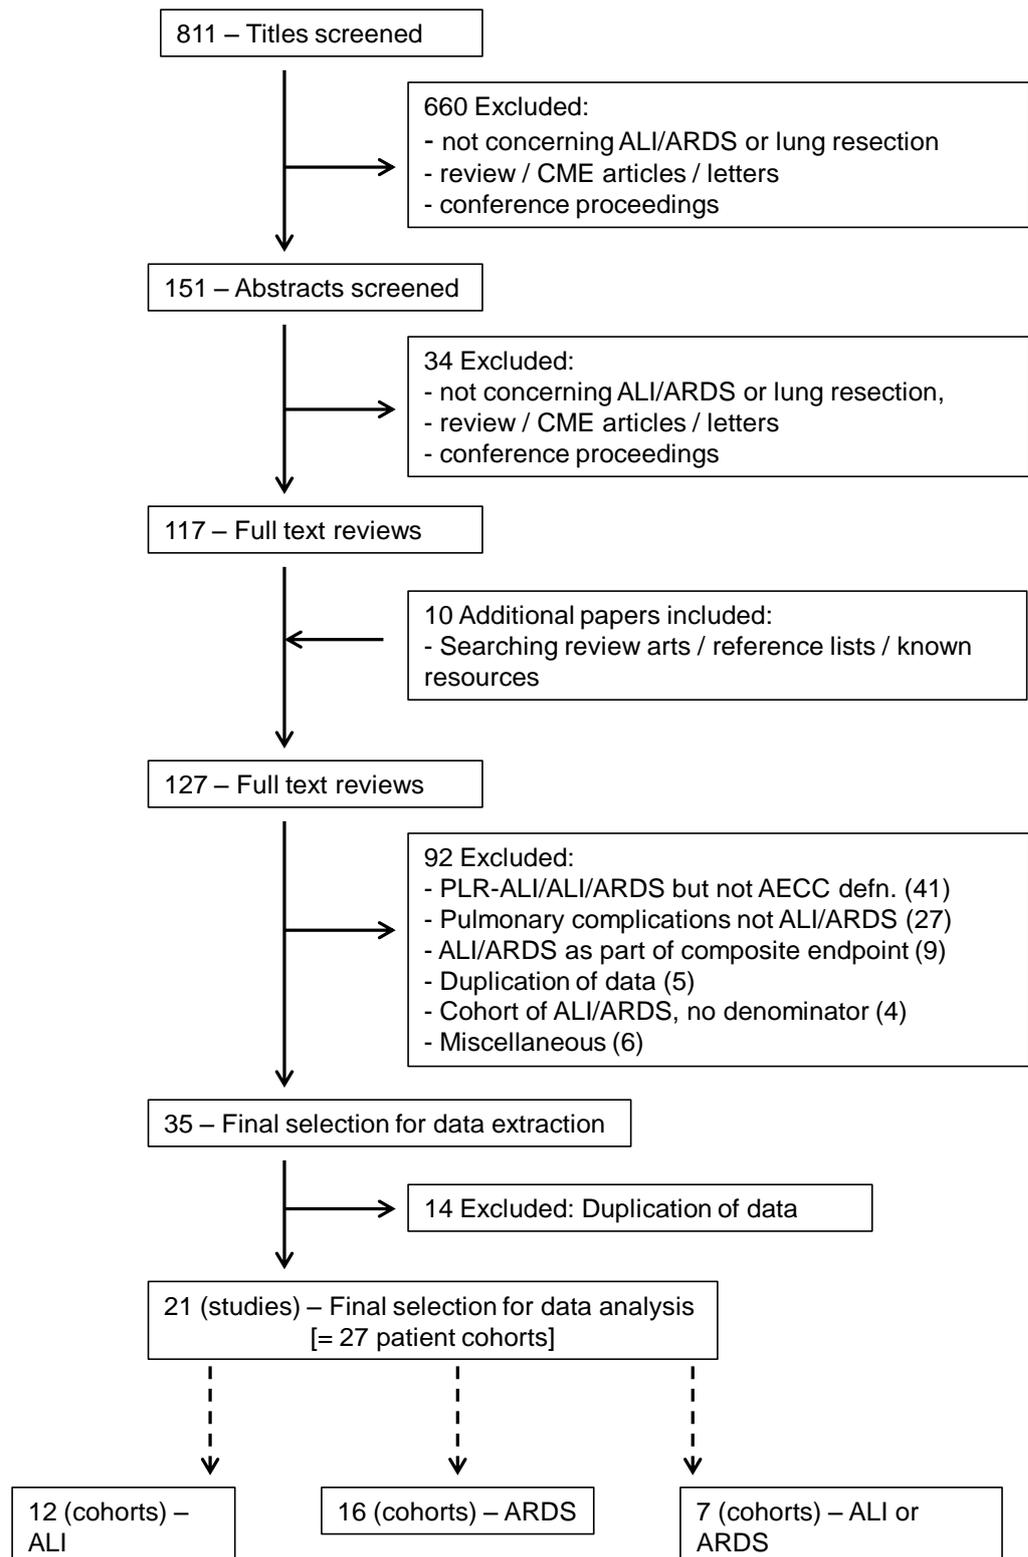 811 – Titles screened
660 Excluded:
- not concerning ALI/ARDS or lung resection
- review / CME articles / letters
- conference proceedings
151 – Abstracts screened
34 Excluded:
- not concerning ALI/ARDS or lung resection,
- review / CME articles / letters
- conference proceedings
117 – Full text reviews
10 Additional papers included:
- Searching review arts / reference lists / known
resources
127 – Full text reviews
92 Excluded:
- PLR-ALI/ALI/ARDS but not AECC defn. (41)
- Pulmonary complications not ALI/ARDS (27)
- ALI/ARDS as part of composite endpoint (9)
- Duplication of data (5)
- Cohort of ALI/ARDS, no denominator (4)
- Miscellaneous (6)
35 – Final selection for data extraction
14 Excluded: Duplication of data
21 (studies) – Final selection for data analysis
[= 27 patient cohorts]
12 (cohorts) –
ALI
16 (cohorts) – ARDS
7 (cohorts) – ALI or
ARDS